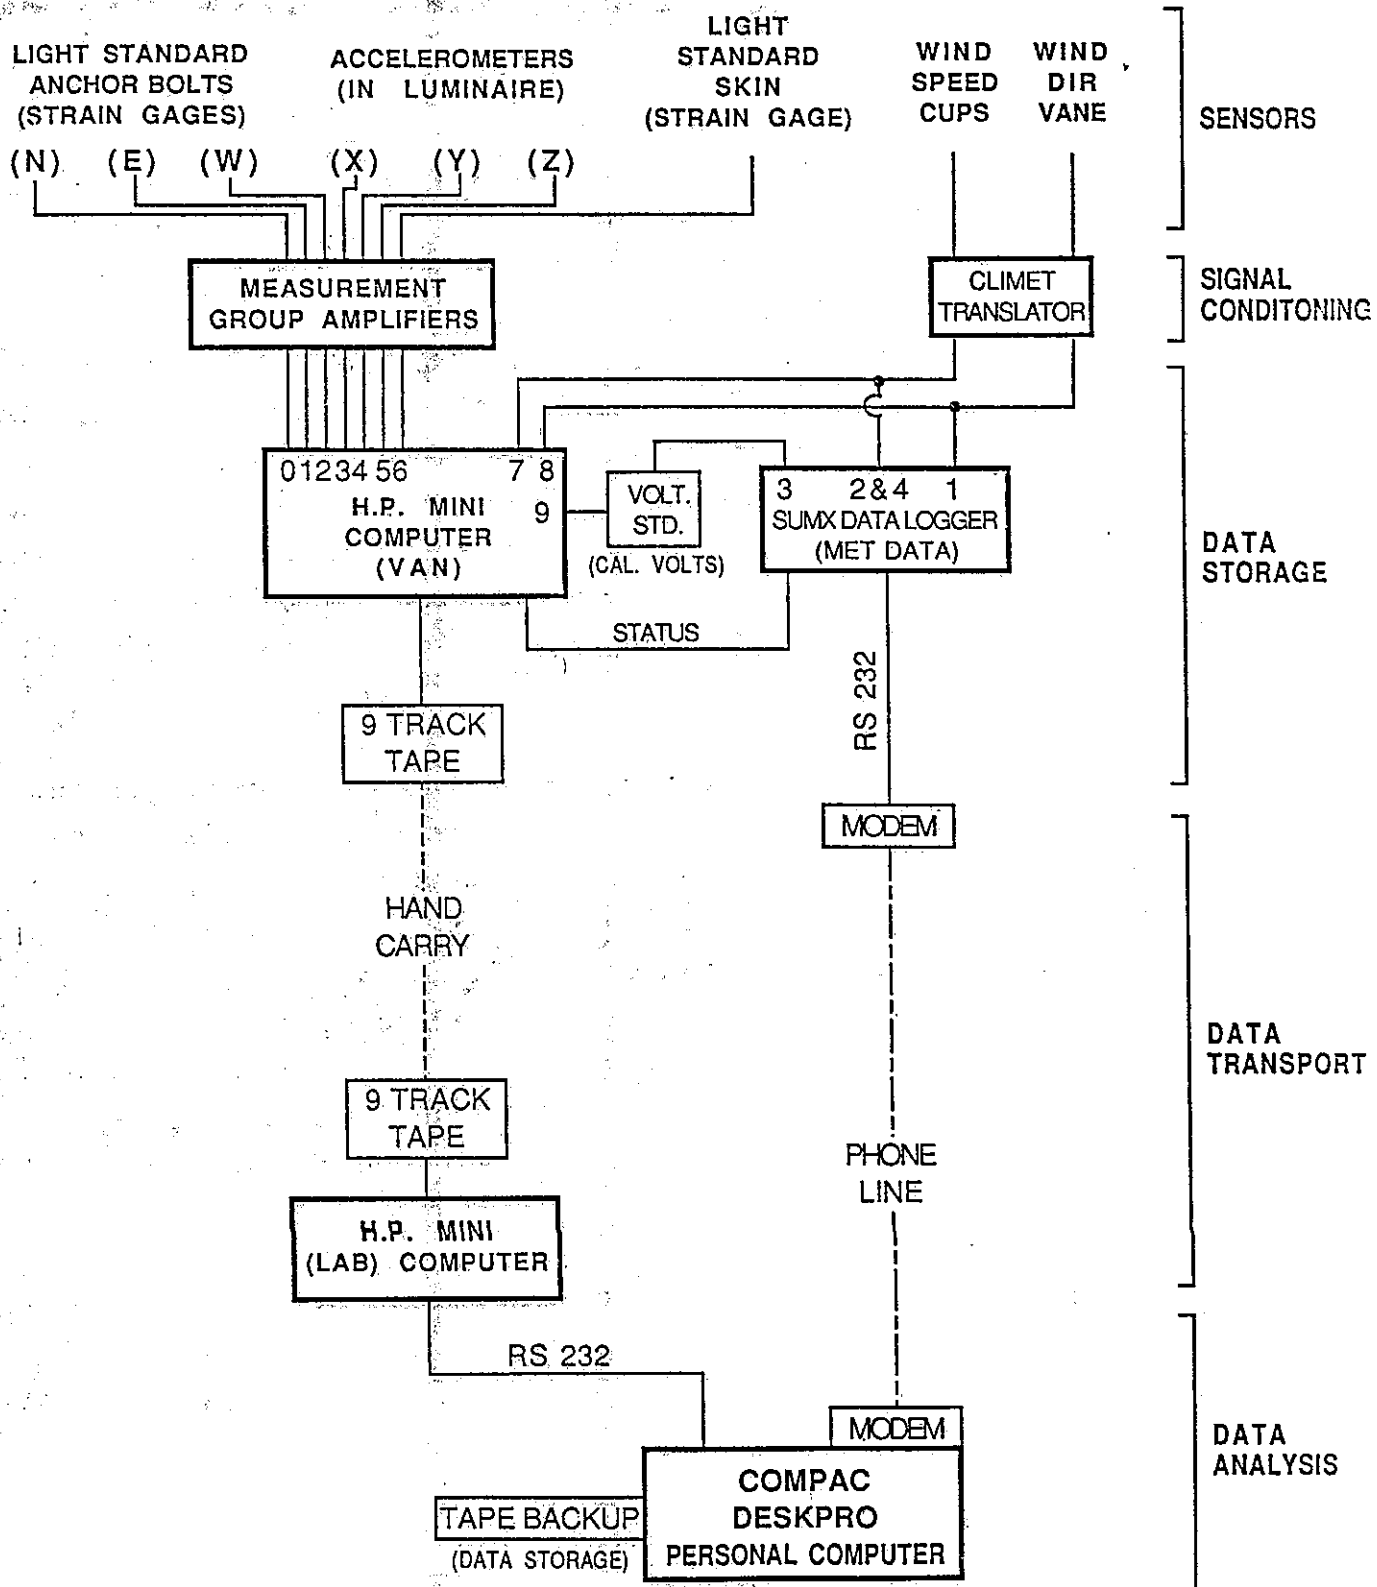 LIGHT STANDARD
ANCHOR BOLTS
(STRAIN GAGES)
(N) (E) (W)
ACCELEROMETERS
(IN LUMINAIRE)
(X) (Y) (Z)
LIGHT
STANDARD
SKIN
(STRAIN GAGE)
WIND
SPEED
CUPS
WIND
DIR
VANE
SENSORS
MEASUREMENT
GROUP AMPLIFIERS
CLIMET
TRANSLATOR
SIGNAL
CONDITONING
0123456 7 8
9
H.P. MINI
COMPUTER
(VAN)
VOLT.
STD.
(CAL. VOLTS)
3 2&4 1
SUMX DATA LOGGER
(MET DATA)
DATA
STORAGE
STATUS
RS 232
9 TRACK
TAPE
MODEM
HAND
CARRY
DATA
TRANSPORT
9 TRACK
TAPE
PHONE
LINE
H.P. MINI
(LAB) COMPUTER
RS 232
MODEM
DATA
ANALYSIS
COMPAC
DESKPRO
PERSONAL COMPUTER
TAPE BACKUP
(DATA STORAGE)